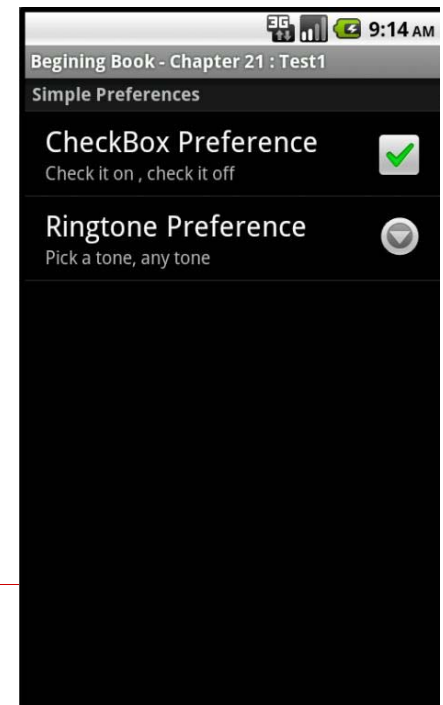 3G 9:14 AM
Begining Book - Chapter 21 : Test1
Simple Preferences
CheckBox Preference
Check it on , check it off
Ringtone Preference
Pick a tone, any tone